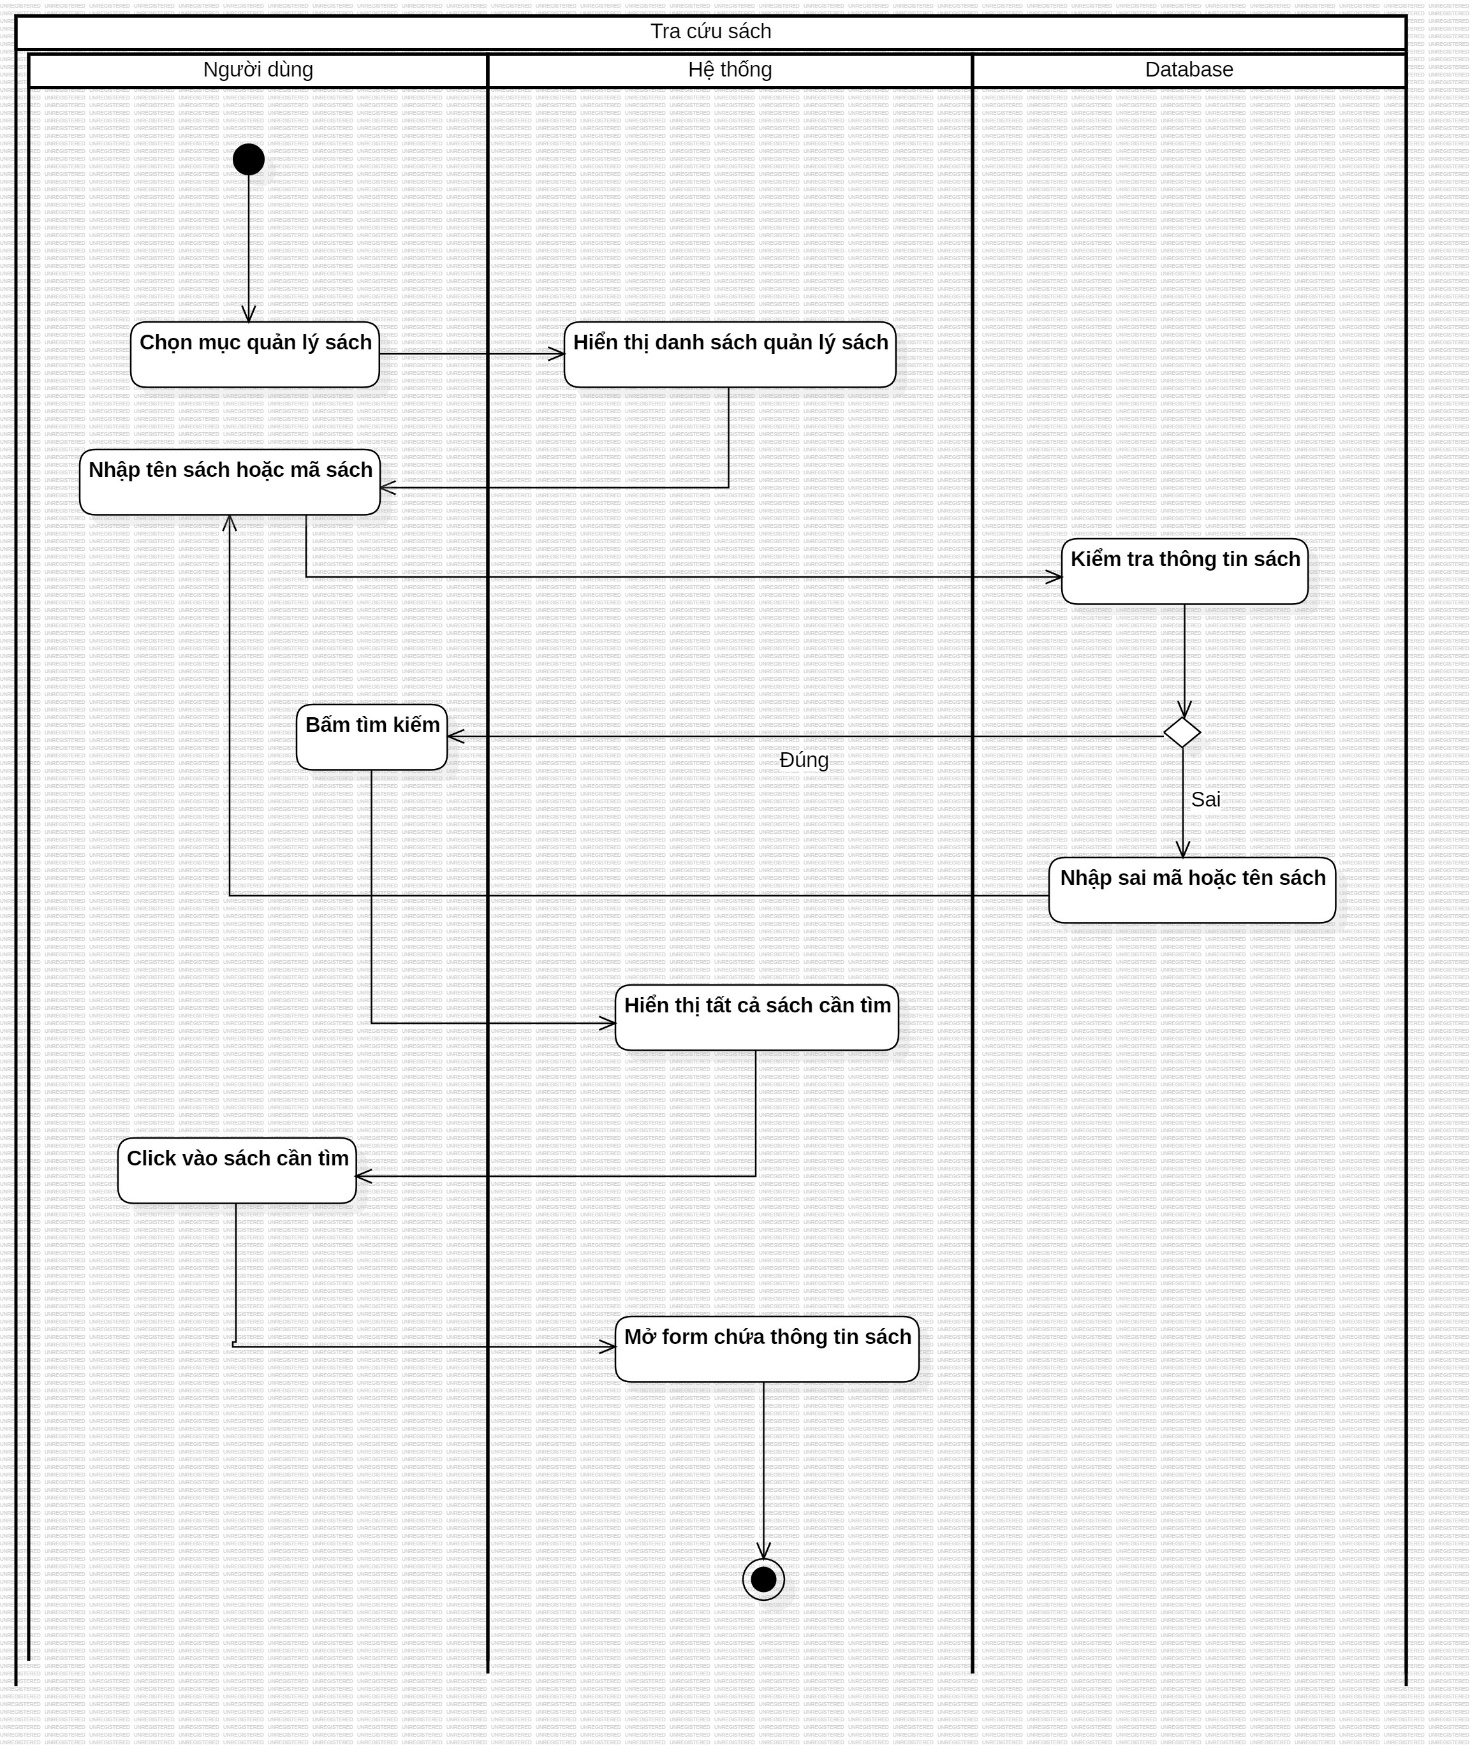 Tra cứu sách
Người dùng
Hệ thống
Database
Chọn mục quản lý sách
Hiển thị danh sách quản lý sách
Nhập tên sách hoặc mã sách
Kiểm tra thông tin sách
Bấm tìm kiếm
Đúng
Sai
Nhập sai mã hoặc tên sách
Hiển thị tất cả sách cần tìm
Click vào sách cần tìm
Mở form chứa thông tin sách
UNREGISTERED